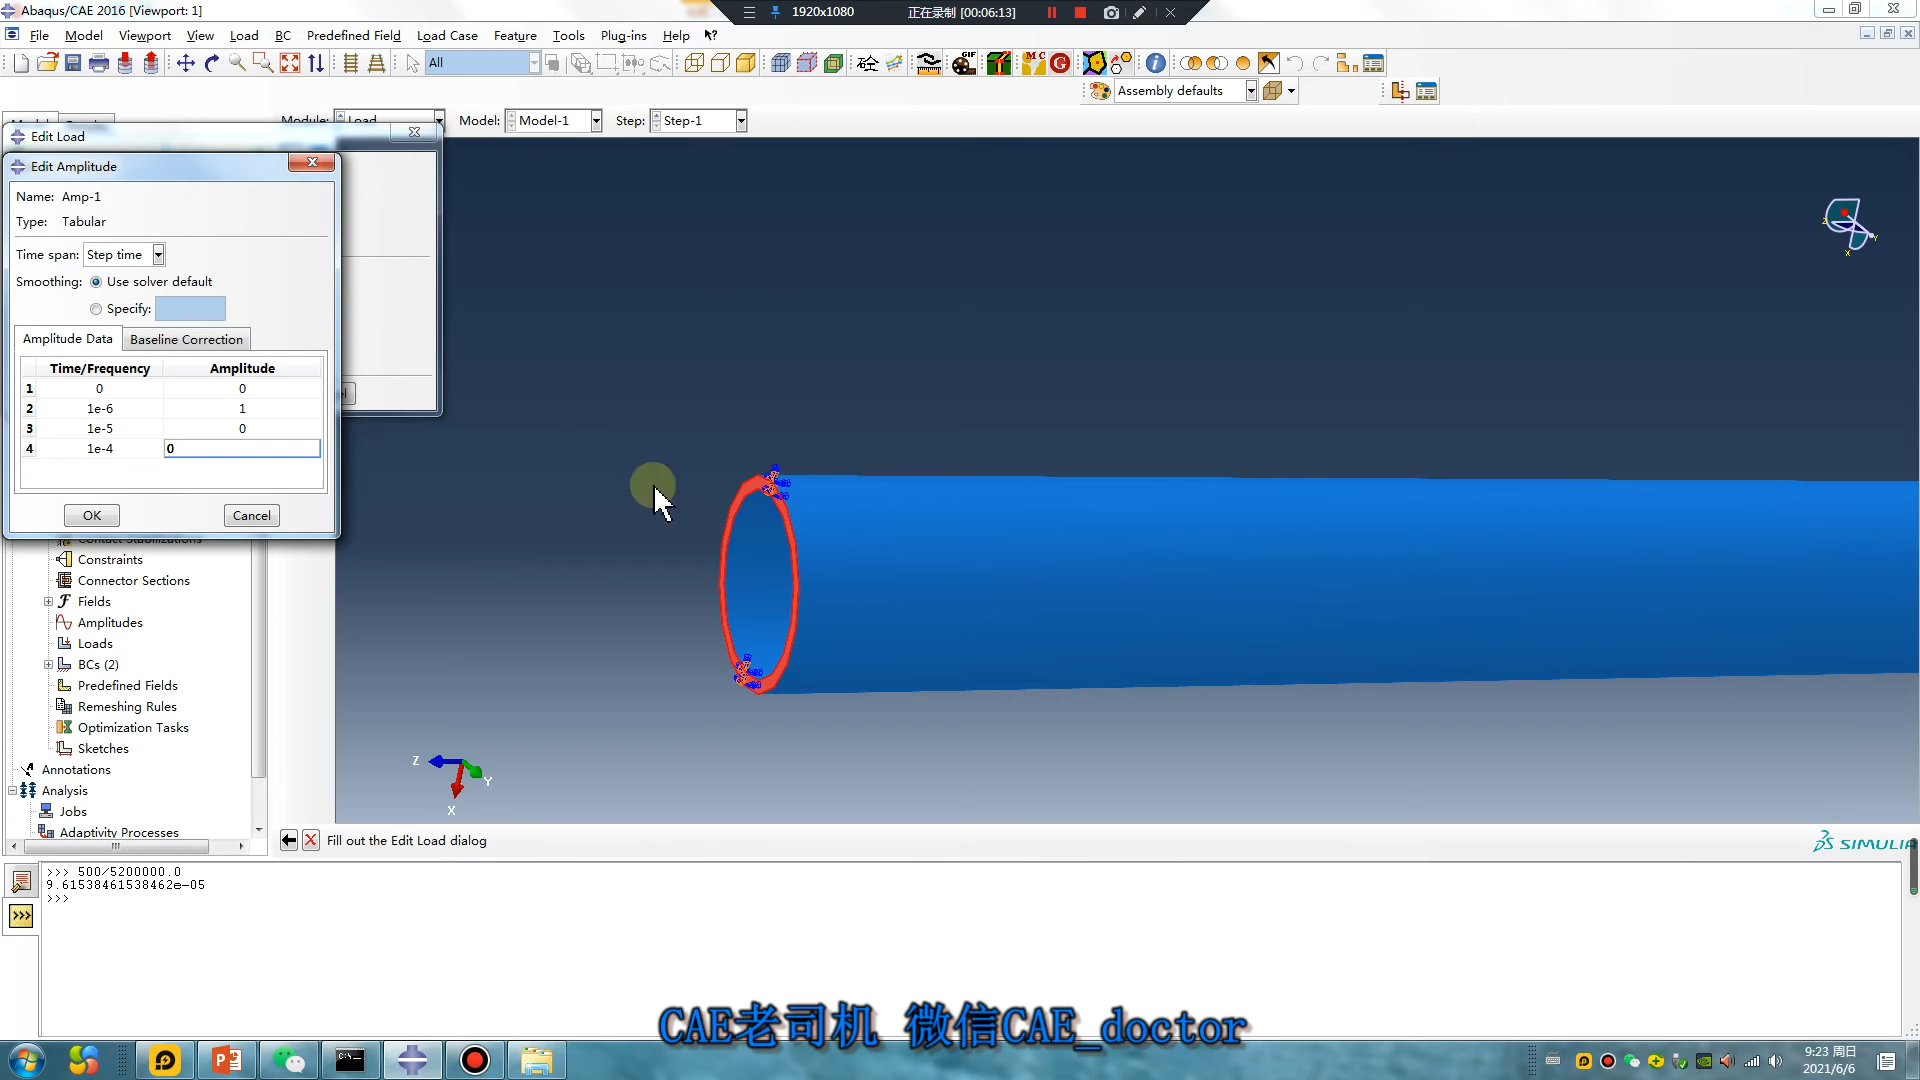 Abaqus/CAE 2016 [Viewport: 1]
1920x1080
正在录制 [00:06:13]
File Model Viewport View Load BC Predefined Field Load Case Feature Tools Plug-ins Help
All
Assembly defaults
Module: Load Model: Model-1 Step: Step-1
Edit Load
Edit Amplitude
Name: Amp-1
Type: Tabular
Time span: Step time
Smoothing: Use solver default
Specify:
Amplitude Data Baseline Correction
Time/Frequency Amplitude
1 0 0
2 1e-6 1
3 1e-5 0
4 1e-4 0
OK Cancel
Contact Stabilizations
Constraints
Connector Sections
Fields
Amplitudes
Loads
BCs (2)
Predefined Fields
Remeshing Rules
Optimization Tasks
Sketches
Annotations
Analysis
Jobs
Adaptivity Processes
Z
Y
X
Z
Y
X
Fill out the Edit Load dialog
SIMULIA
>>> 500/5200000.0
9.61538461538462e-05
>>>
CAE老司机 微信CAE_doctor
9:23 周日
2021/6/6